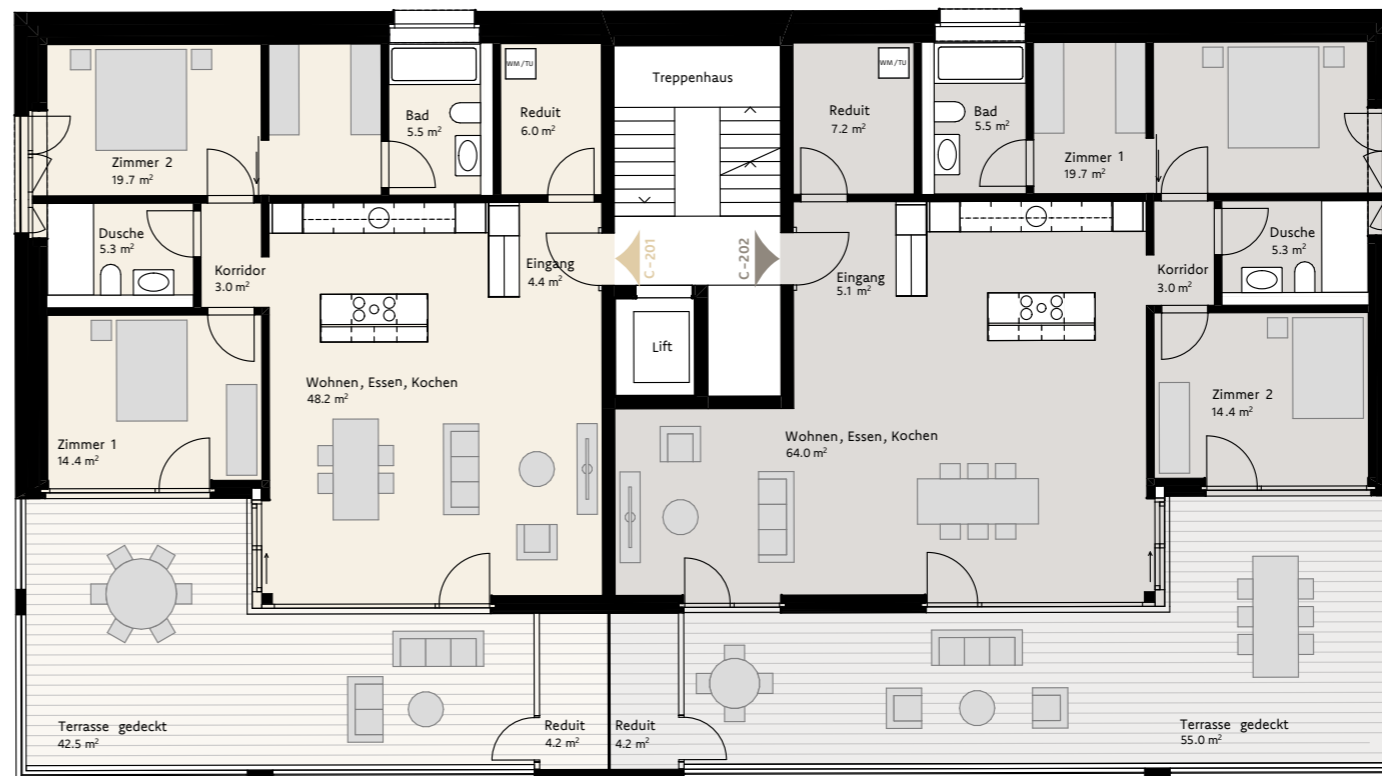 WM/TU
WM/TU
Treppenhaus
Bad
5.5 m²
Reduit
6.0 m²
Reduit
7.2 m²
Bad
5.5 m²
Zimmer 2
19.7 m²
Zimmer 1
19.7 m²
Dusche
5.3 m²
Korridor
3.0 m²
Eingang
4.4 m²
C-201
C-202
Eingang
5.1 m²
Korridor
3.0 m²
Dusche
5.3 m²
Lift
Wohnen, Essen, Kochen
48.2 m²
Zimmer 2
14.4 m²
Zimmer 1
14.4 m²
Wohnen, Essen, Kochen
64.0 m²
Terrasse gedeckt
42.5 m²
Reduit
4.2 m²
Reduit
4.2 m²
Terrasse gedeckt
55.0 m²